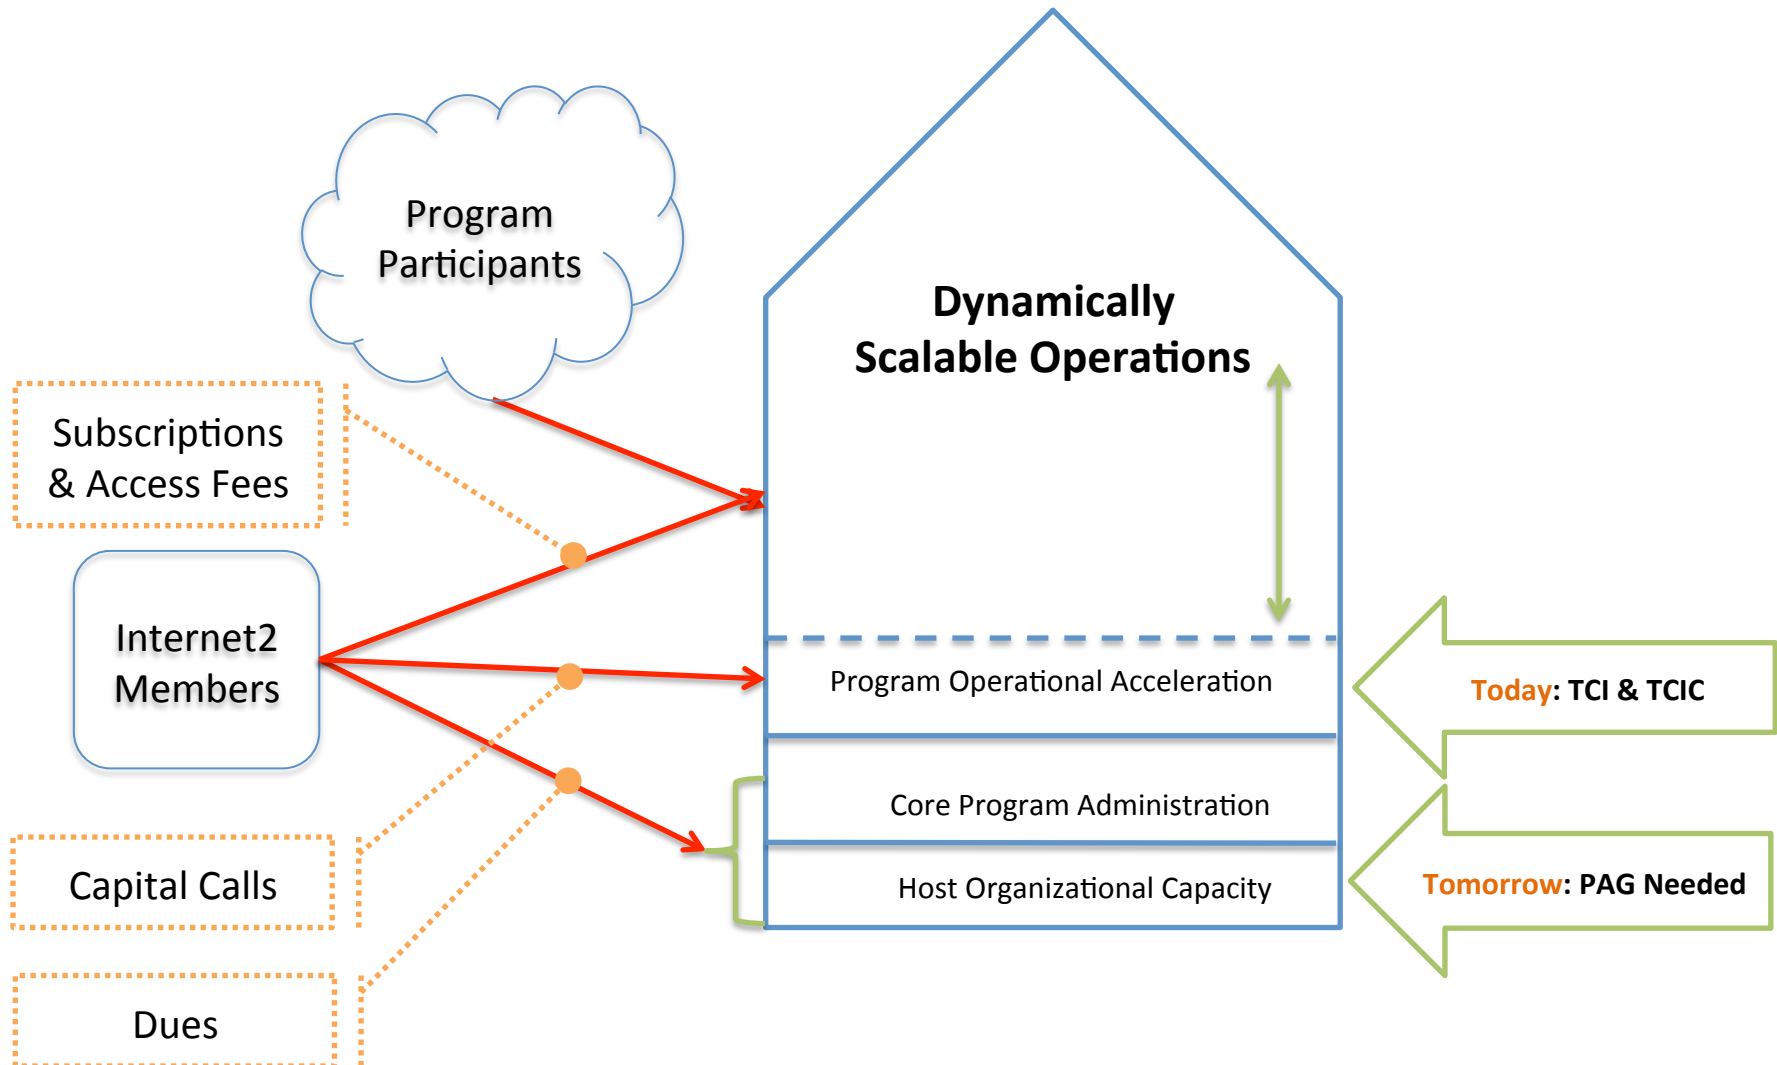 Program
Participants
Dynamically
Scalable Operations
Subscriptions
& Access Fees
Internet2
Members
Program Operational Acceleration
Today: TCI & TCIC
Core Program Administration
Capital Calls
Host Organizational Capacity
Tomorrow: PAG Needed
Dues